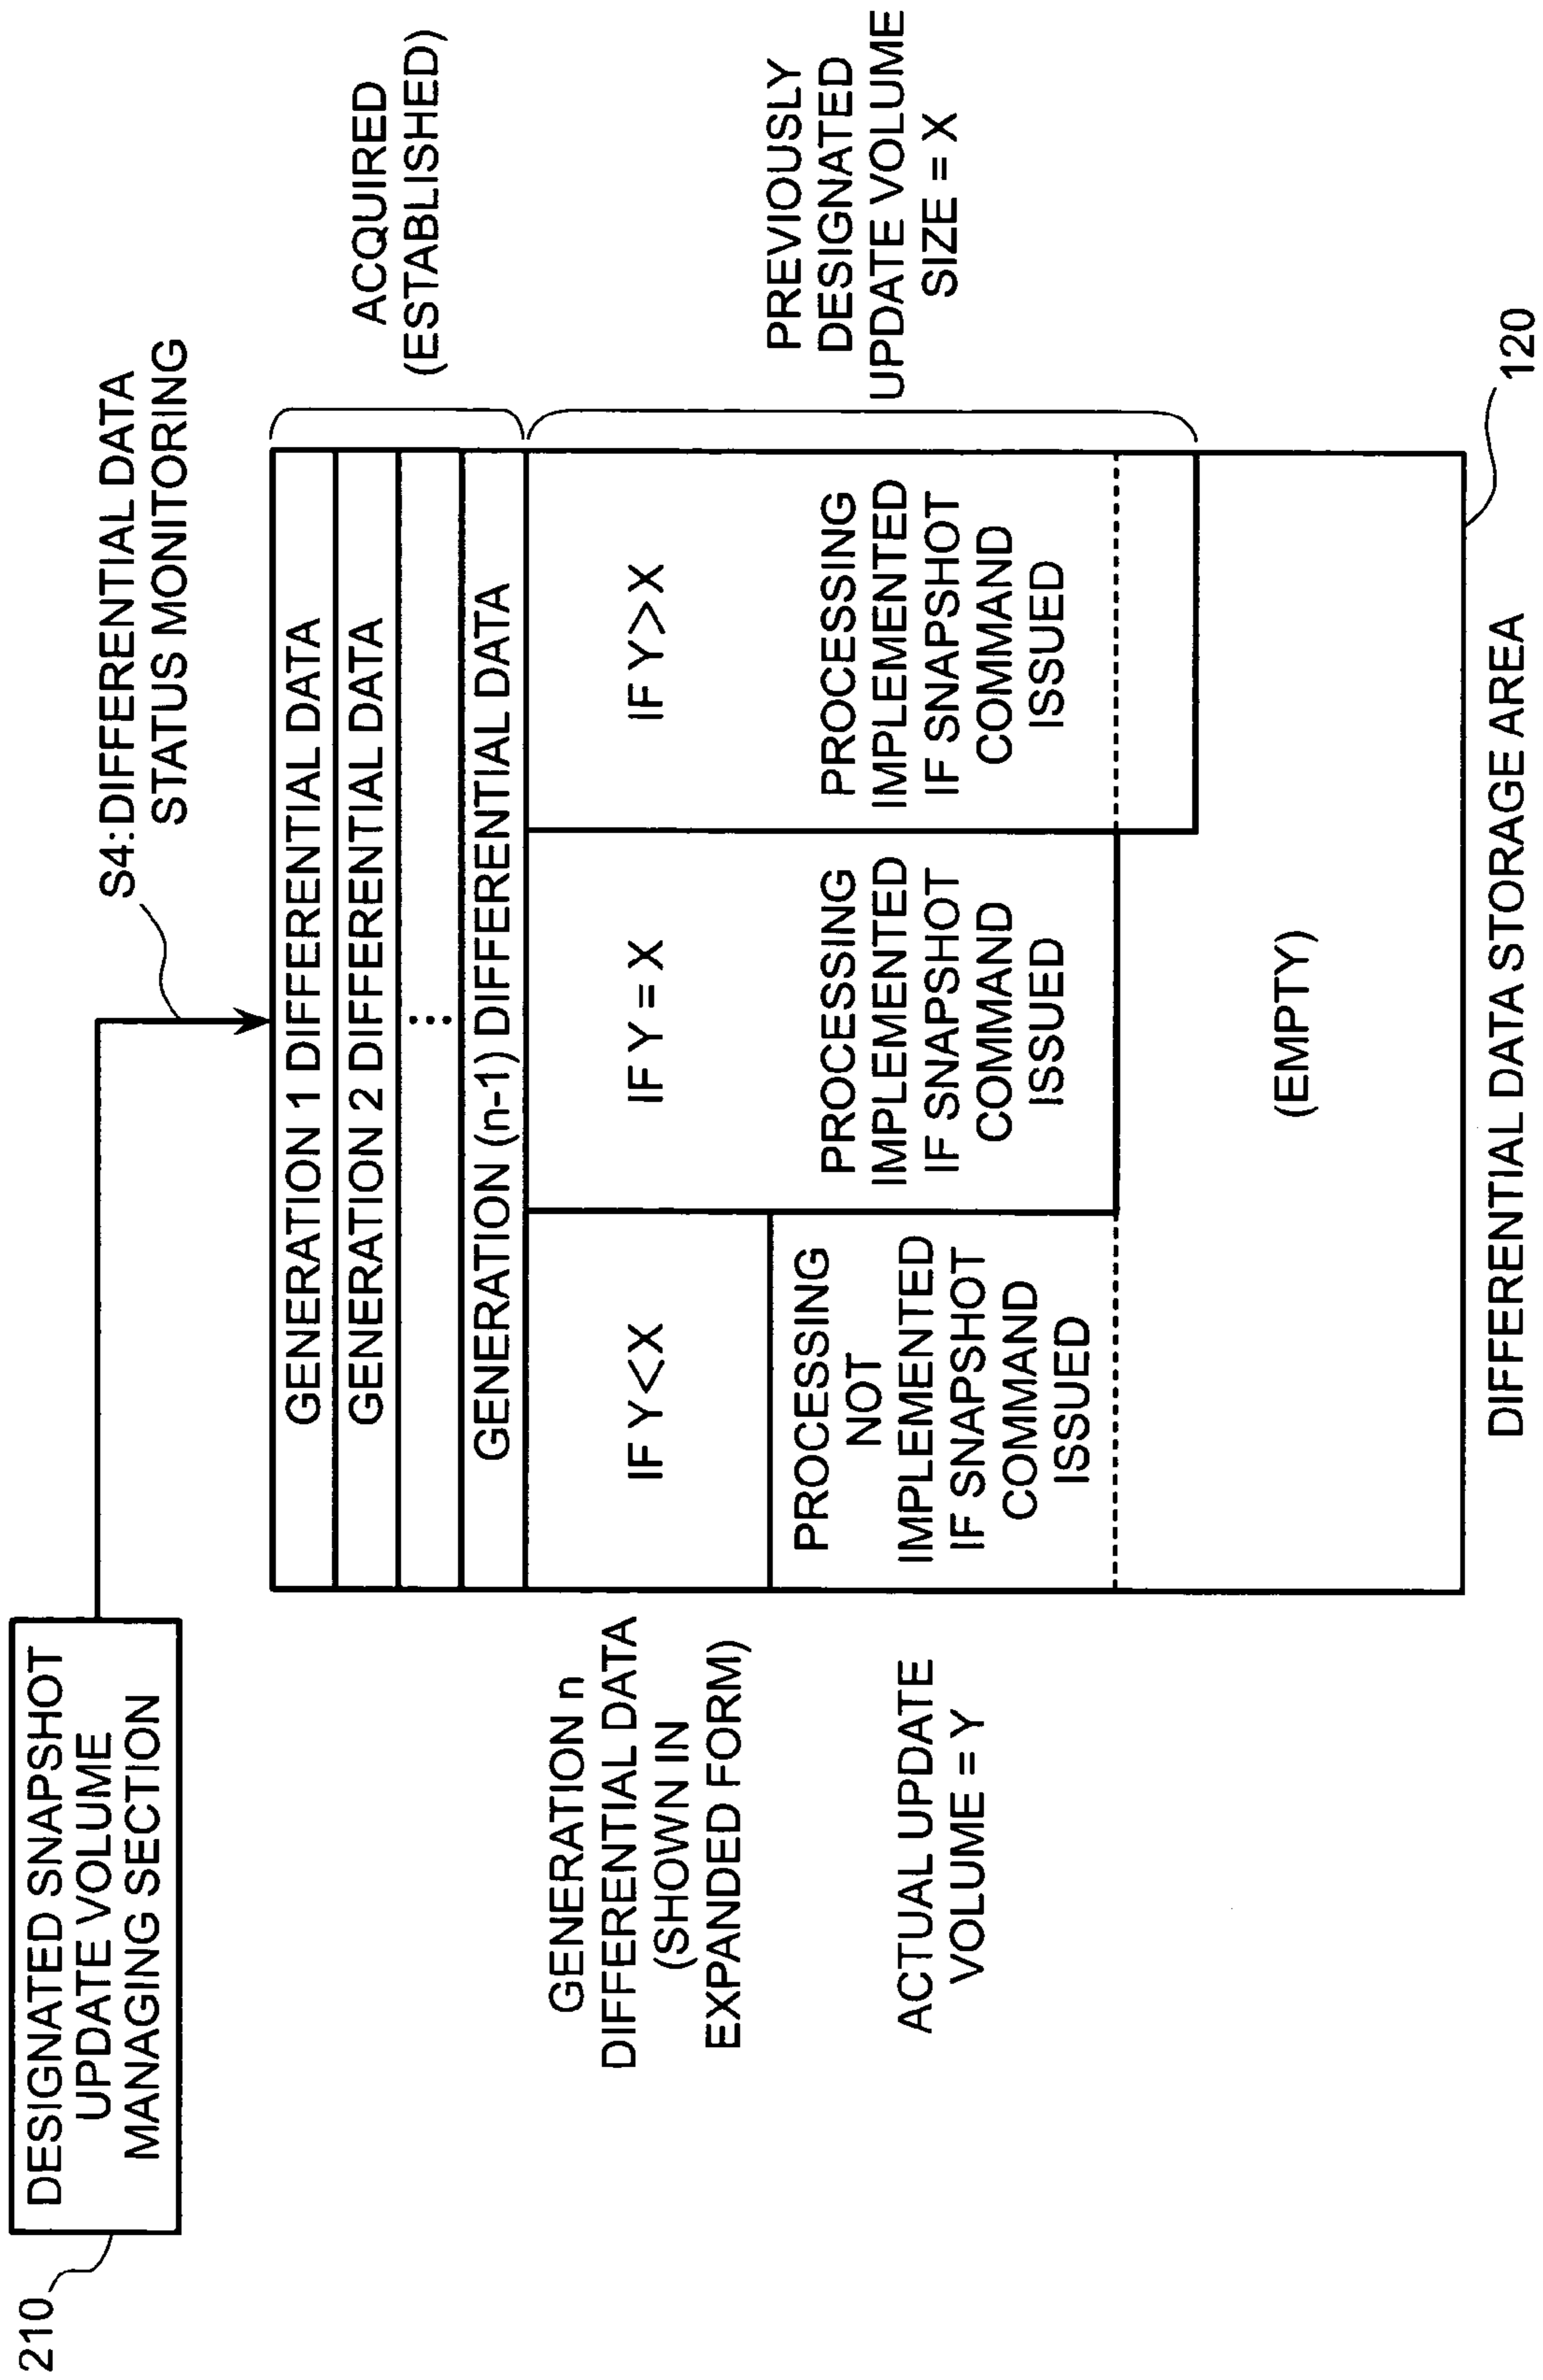 210
DESIGNATED SNAPSHOT
UPDATE VOLUME
MANAGING SECTION
S4:DIFFERENTIAL DATA
STATUS MONITORING
GENERATION 1 DIFFERENTIAL DATA
GENERATION 2 DIFFERENTIAL DATA
⋮
GENERATION (n-1) DIFFERENTIAL DATA
ACQUIRED
(ESTABLISHED)
GENERATION n
DIFFERENTIAL DATA
(SHOWN IN
EXPANDED FORM)
ACTUAL UPDATE
VOLUME = Y
IF Y<X
PROCESSING
NOT
IMPLEMENTED
IF SNAPSHOT
COMMAND
ISSUED
IF Y = X
PROCESSING
IMPLEMENTED
IF SNAPSHOT
COMMAND
ISSUED
IF Y>X
PROCESSING
IMPLEMENTED
IF SNAPSHOT
COMMAND
ISSUED
PREVIOUSLY
DESIGNATED
UPDATE VOLUME
SIZE = X
(EMPTY)
120
DIFFERENTIAL DATA STORAGE AREA